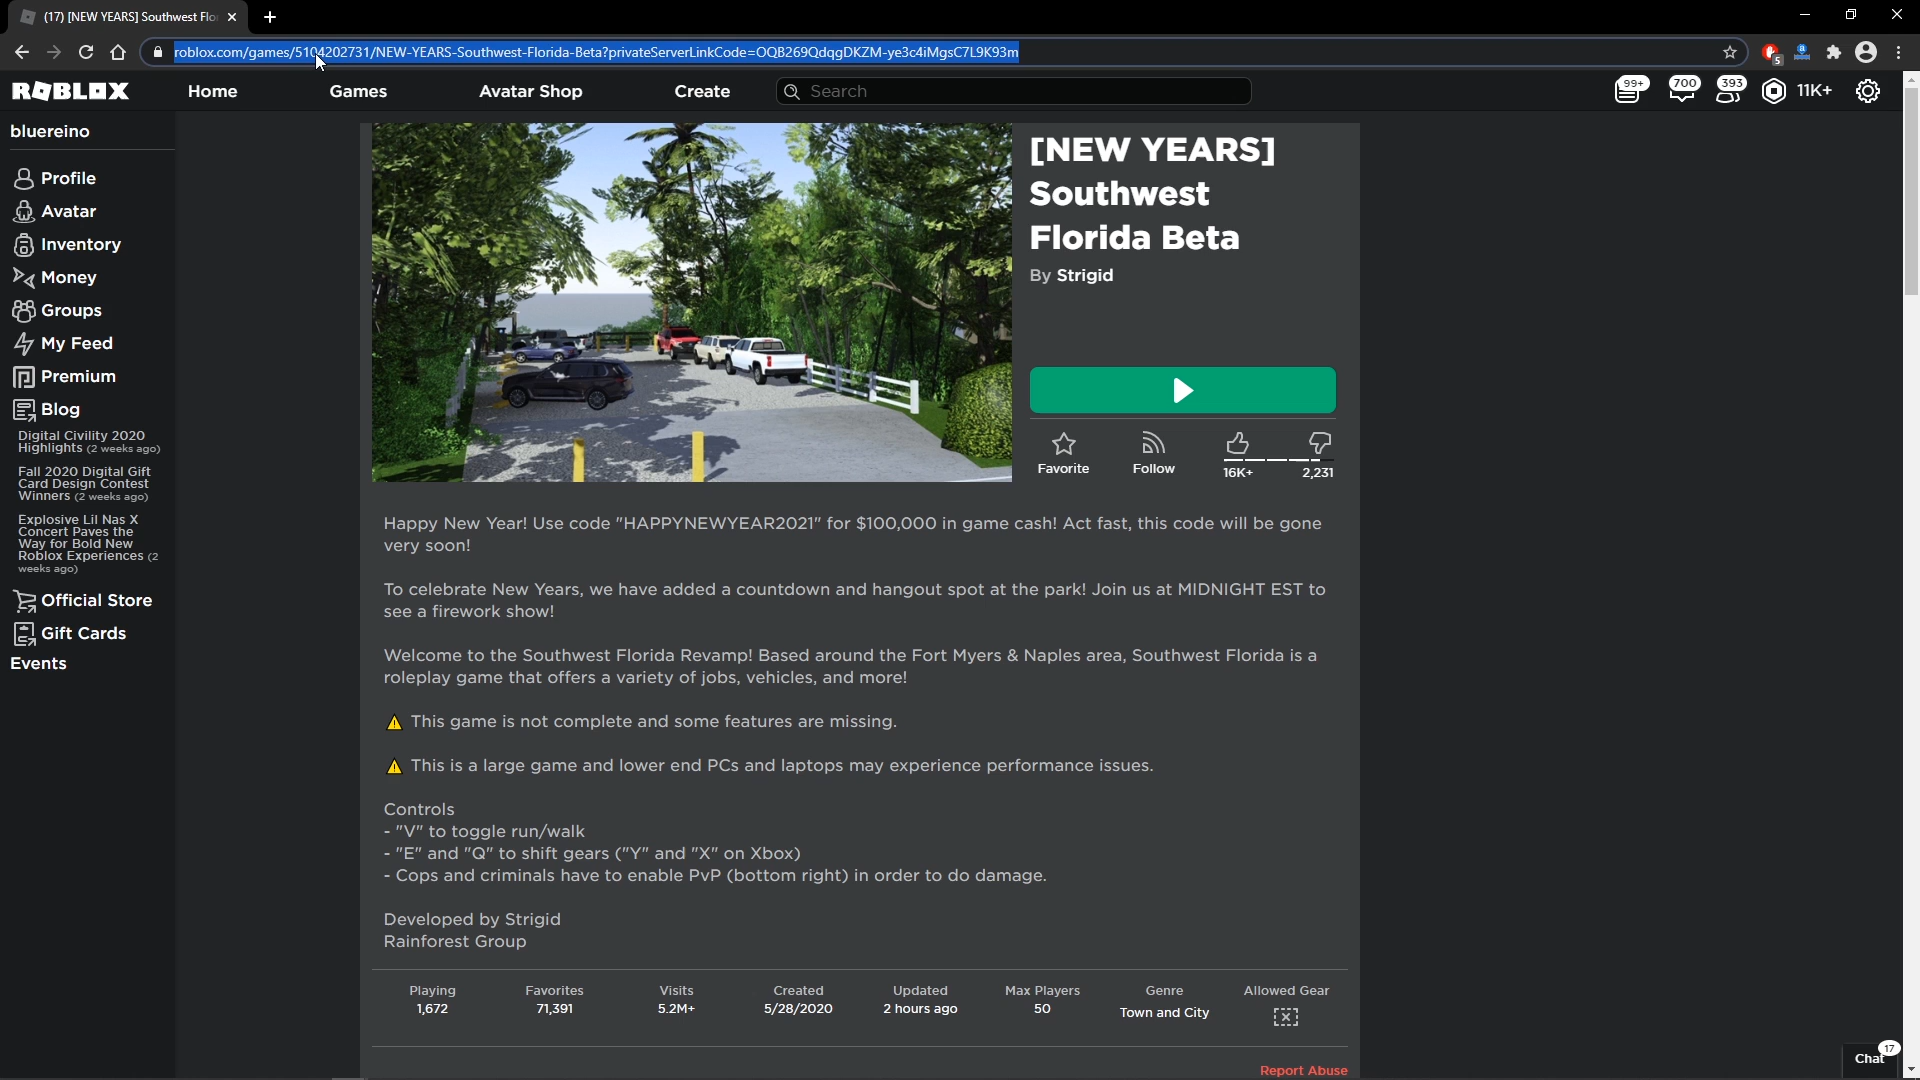 (17) [NEW YEARS] Southwest Flo
roblox.com/games/5104202731/NEW-YEARS-Southwest-Florida-Beta?privateServerLinkCode=OQB269QdqgDKZM-ye3c4iMgsC7L9K93m
5
ROBLOX
Home
Games
Avatar Shop
Create
Search
99+
700
393
11K+
bluereino
Profile
Avatar
Inventory
Money
Groups
My Feed
Premium
Blog
Digital Civility 2020
Highlights (2 weeks ago)
Fall 2020 Digital Gift
Card Design Contest
Winners (2 weeks ago)
Explosive Lil Nas X
Concert Paves the
Way for Bold New
Roblox Experiences (2
weeks ago)
Official Store
Gift Cards
Events
[NEW YEARS]
Southwest
Florida Beta
By Strigid
Favorite
Follow
16K+
2,231
Happy New Year! Use code "HAPPYNEWYEAR2021" for $100,000 in game cash! Act fast, this code will be gone
very soon!
To celebrate New Years, we have added a countdown and hangout spot at the park! Join us at MIDNIGHT EST to
see a firework show!
Welcome to the Southwest Florida Revamp! Based around the Fort Myers & Naples area, Southwest Florida is a
roleplay game that offers a variety of jobs, vehicles, and more!
⚠ This game is not complete and some features are missing.
⚠ This is a large game and lower end PCs and laptops may experience performance issues.
Controls
- "V" to toggle run/walk
- "E" and "Q" to shift gears ("Y" and "X" on Xbox)
- Cops and criminals have to enable PvP (bottom right) in order to do damage.
Developed by Strigid
Rainforest Group
Playing
1,672
Favorites
71,391
Visits
5.2M+
Created
5/28/2020
Updated
2 hours ago
Max Players
50
Genre
Town and City
Allowed Gear
Report Abuse
Chat
17